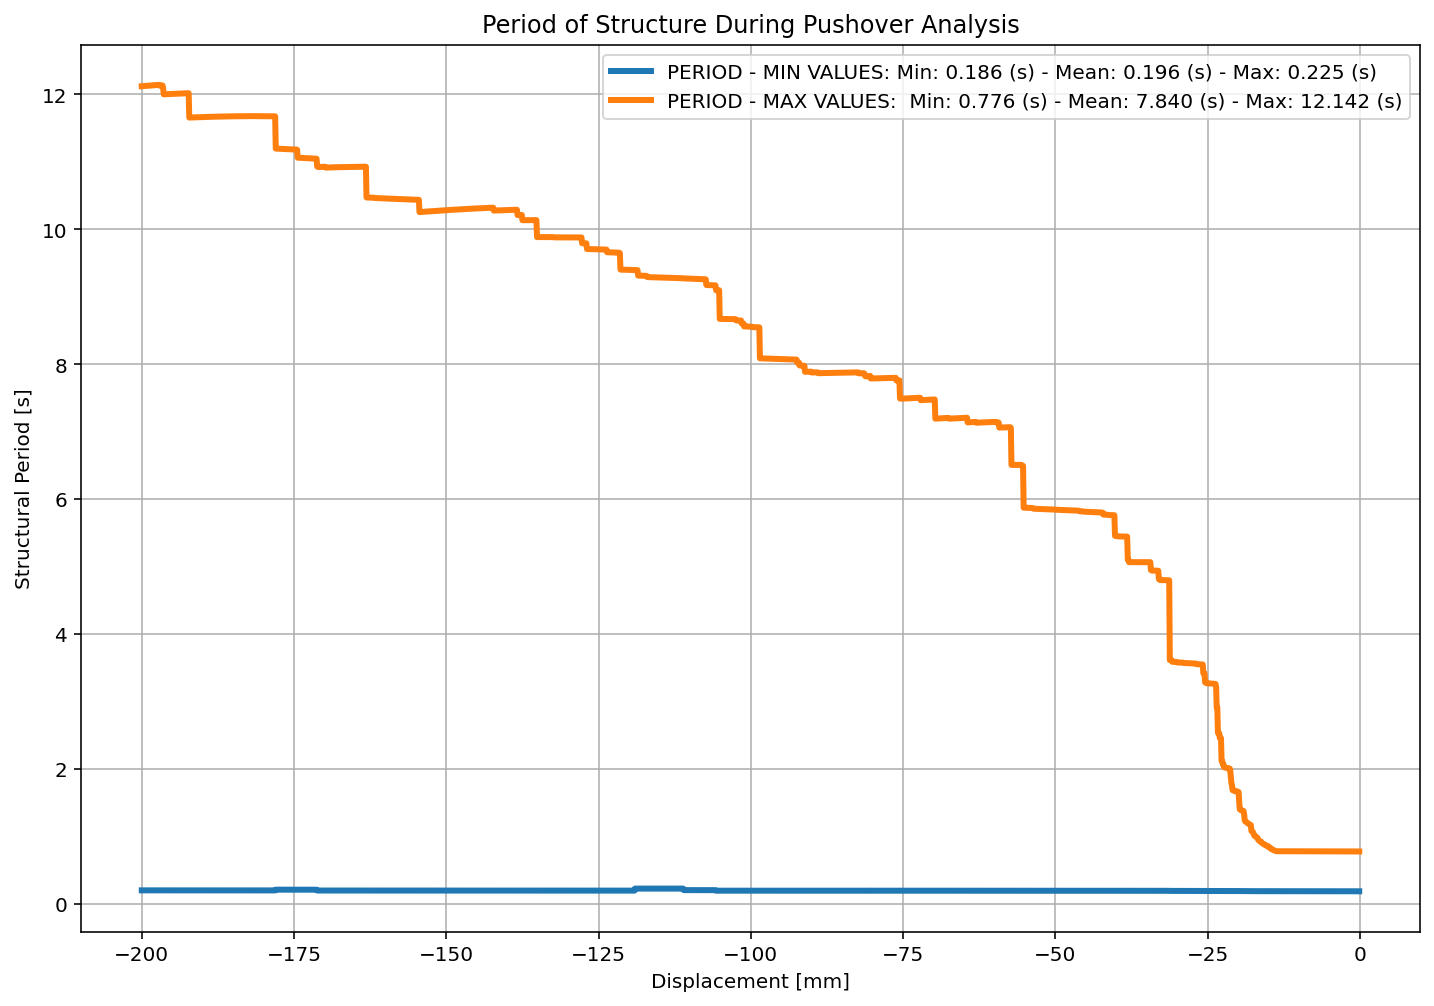 Period of Structure During Pushover Analysis
PERIOD - MIN VALUES: Min: 0.186 (s) - Mean: 0.196 (s) - Max: 0.225 (s)
PERIOD - MAX VALUES:  Min: 0.776 (s) - Mean: 7.840 (s) - Max: 12.142 (s)
12
10
8
6
4
2
0
Structural Period [s]
−200 −175 −150 −125 −100 −75 −50 −25 0
Displacement [mm]